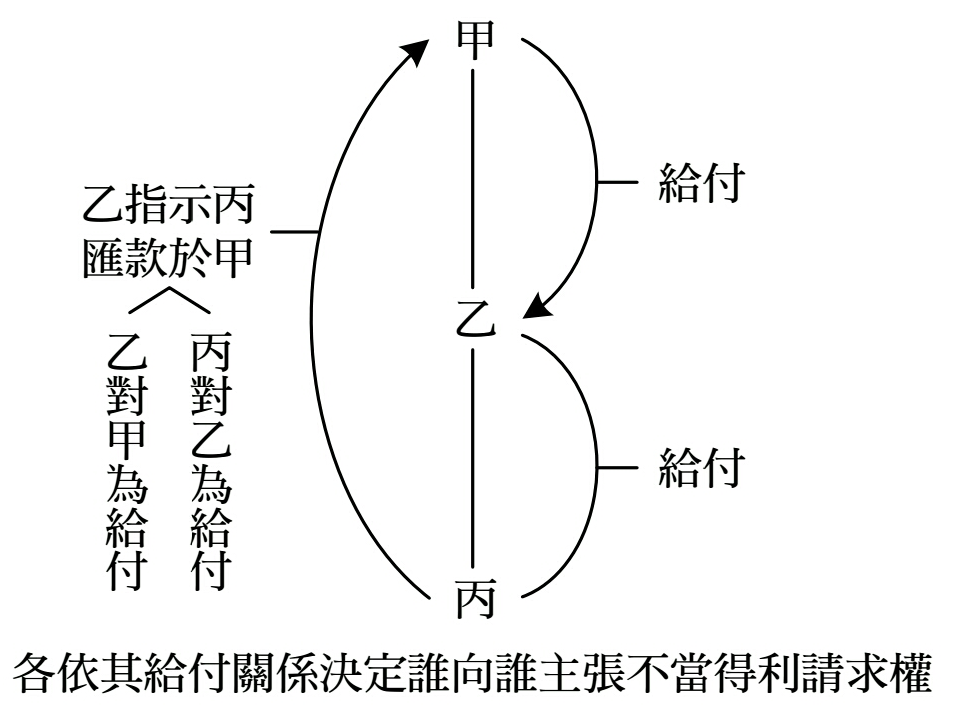 甲
給付
乙指示丙
匯款於甲
乙對甲為給付
丙對乙為給付
乙
給付
丙
各依其給付關係決定誰向誰主張不當得利請求權